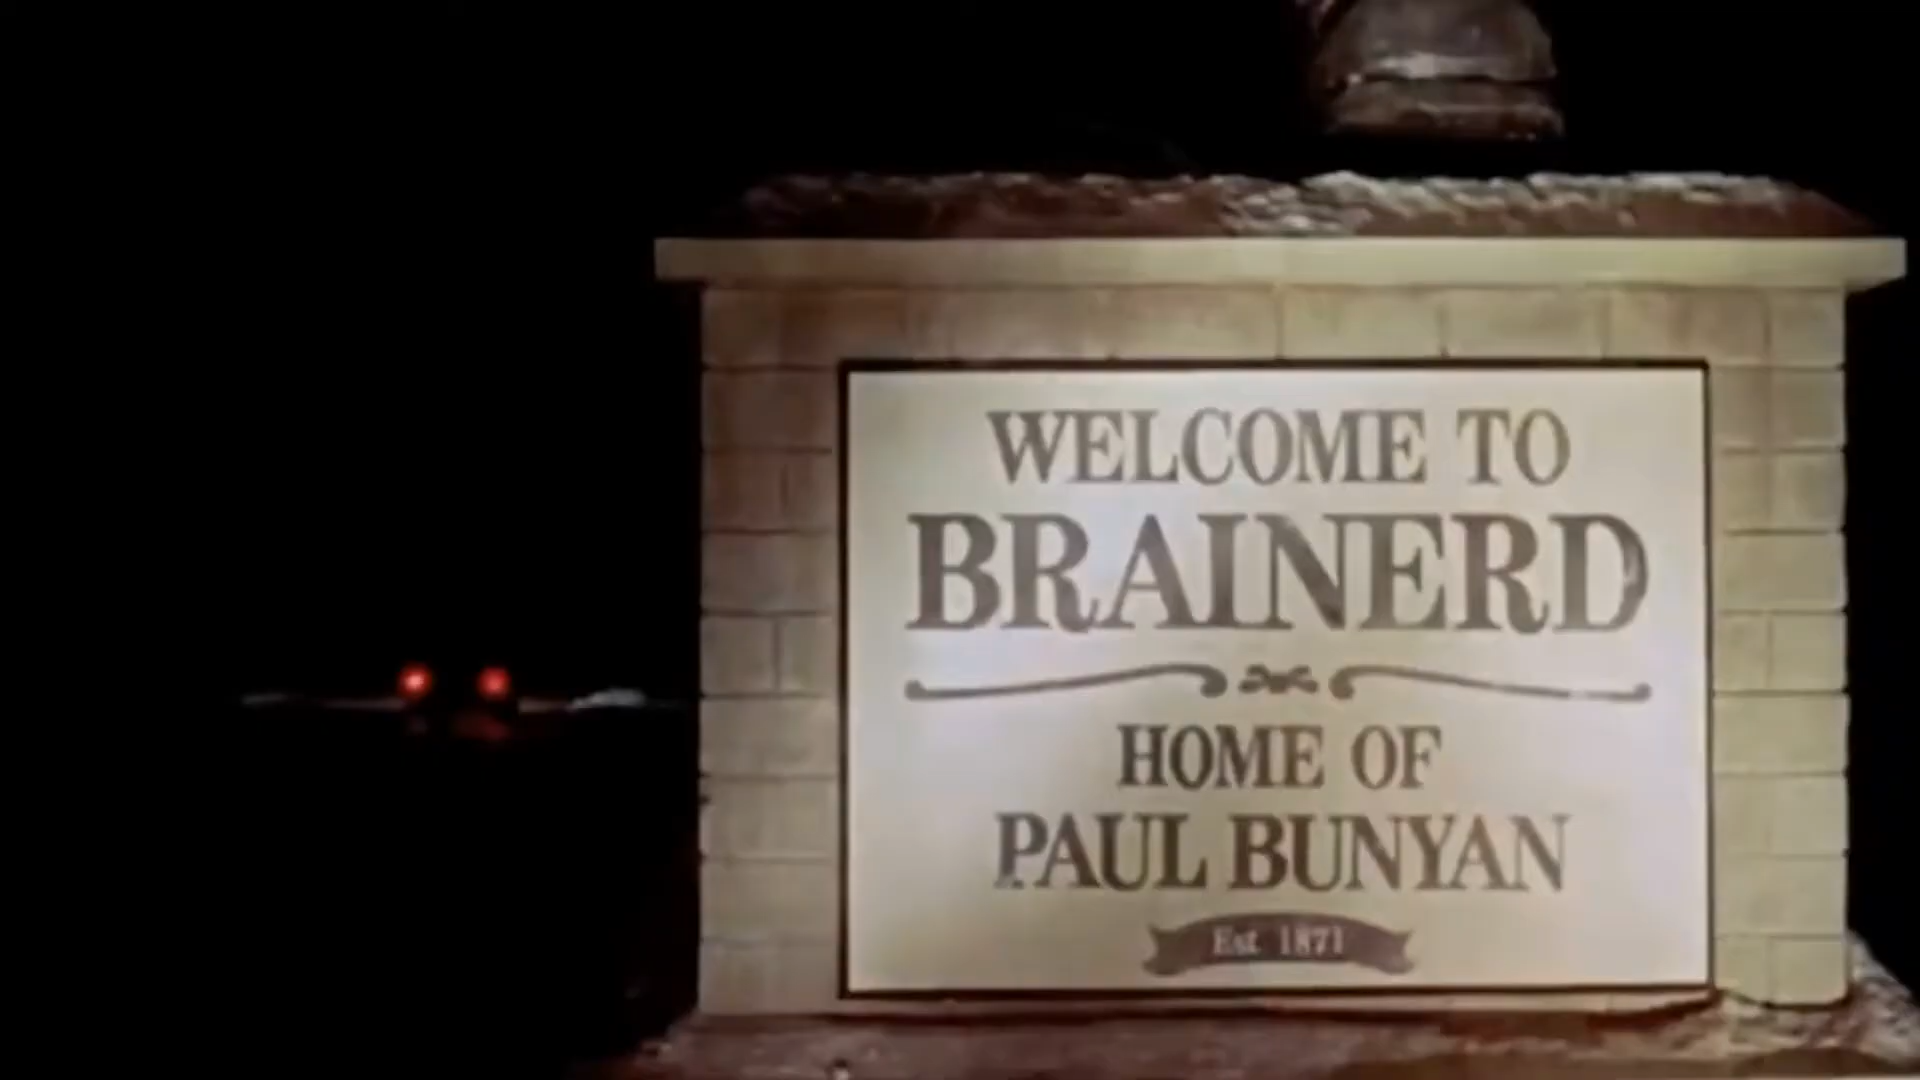 WELCOME TO
BRAINERD
HOME OF
PAUL BUNYAN
Est. 1871